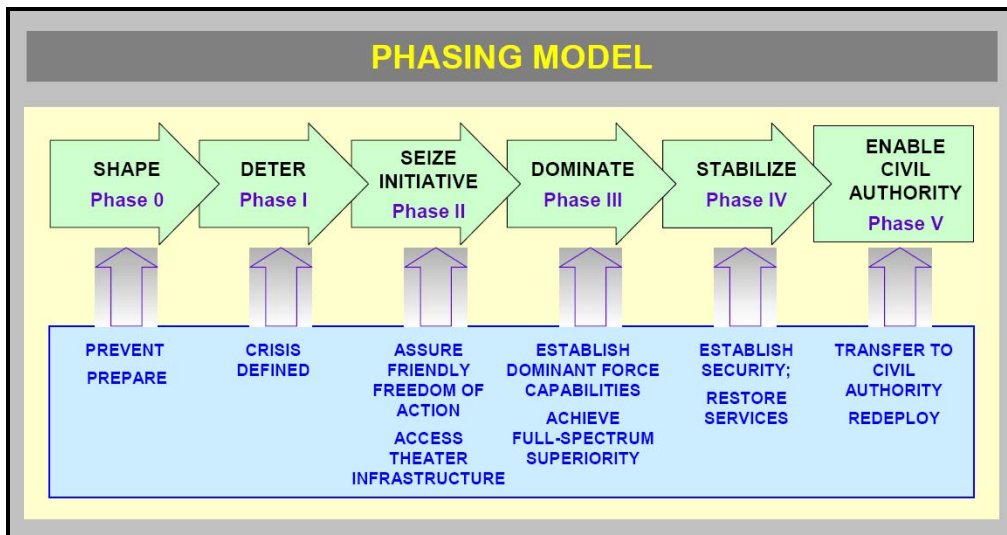 PHASING MODEL
SHAPE
Phase 0
DETER
Phase I
SEIZE
INITIATIVE
Phase II
DOMINATE
Phase III
STABILIZE
Phase IV
ENABLE
CIVIL
AUTHORITY
Phase V
PREVENT
PREPARE
CRISIS
DEFINED
ASSURE
FRIENDLY
FREEDOM OF
ACTION
ACCESS
THEATER
INFRASTRUCTURE
ESTABLISH
DOMINANT FORCE
CAPABILITIES
ACHIEVE
FULL-SPECTRUM
SUPERIORITY
ESTABLISH
SECURITY;
RESTORE
SERVICES
TRANSFER TO
CIVIL
AUTHORITY
REDEPLOY